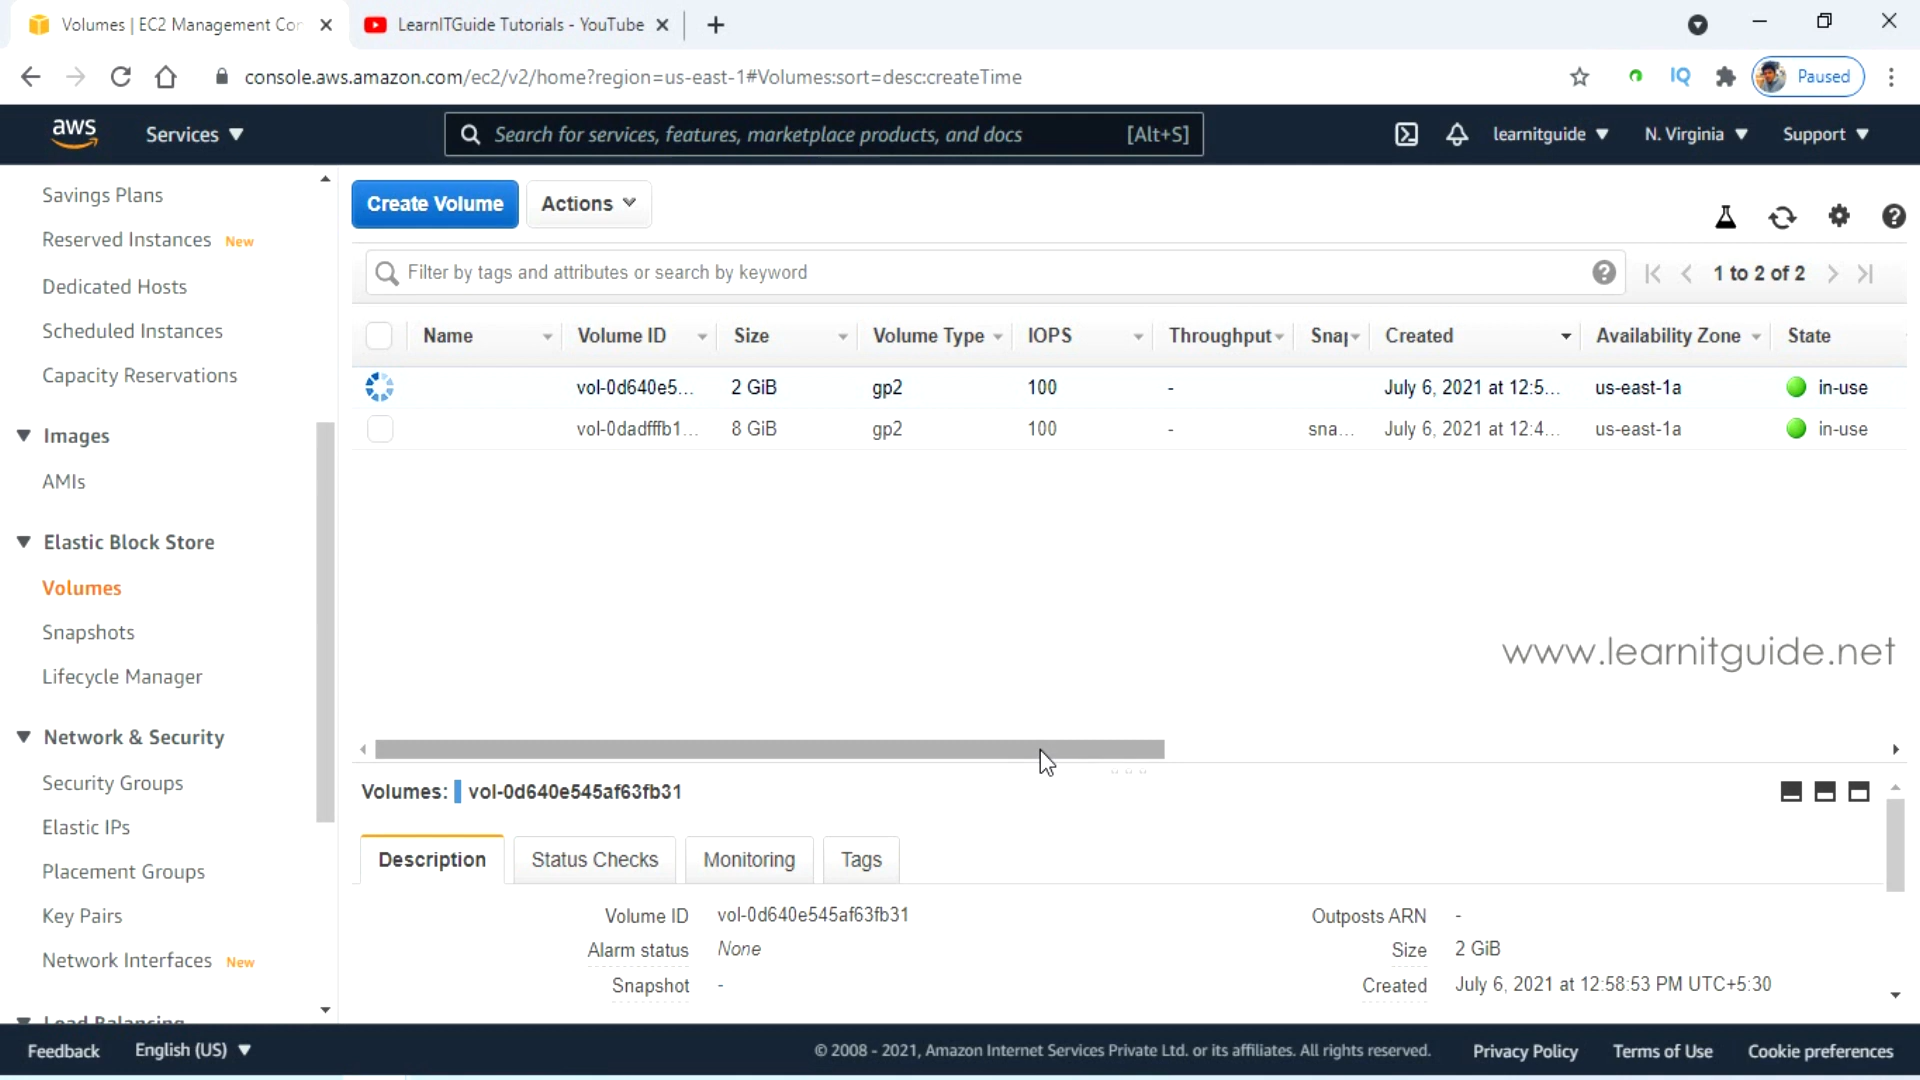 Volumes | EC2 Management Con
LearnITGuide Tutorials - YouTube
console.aws.amazon.com/ec2/v2/home?region=us-east-1#Volumes:sort=desc:createTime
IQ
Paused
aws
Services
Search for services, features, marketplace products, and docs
[Alt+S]
learnitguide
N. Virginia
Support
Savings Plans
Reserved Instances New
Dedicated Hosts
Scheduled Instances
Capacity Reservations
Images
AMIs
Elastic Block Store
Volumes
Snapshots
Lifecycle Manager
Network & Security
Security Groups
Elastic IPs
Placement Groups
Key Pairs
Network Interfaces New
Load Balancing
Create Volume
Actions
Filter by tags and attributes or search by keyword
1 to 2 of 2
Name Volume ID Size Volume Type IOPS Throughput Snap Created Availability Zone State
vol-0d640e5... 2 GiB gp2 100 - July 6, 2021 at 12:5... us-east-1a in-use
vol-0dadfffb1... 8 GiB gp2 100 - sna... July 6, 2021 at 12:4... us-east-1a in-use
www.learnitguide.net
Volumes: vol-0d640e545af63fb31
Description
Status Checks
Monitoring
Tags
Volume ID vol-0d640e545af63fb31
Alarm status None
Snapshot -
Outposts ARN -
Size 2 GiB
Created July 6, 2021 at 12:58:53 PM UTC+5:30
Feedback
English (US)
© 2008 - 2021, Amazon Internet Services Private Ltd. or its affiliates. All rights reserved.
Privacy Policy
Terms of Use
Cookie preferences